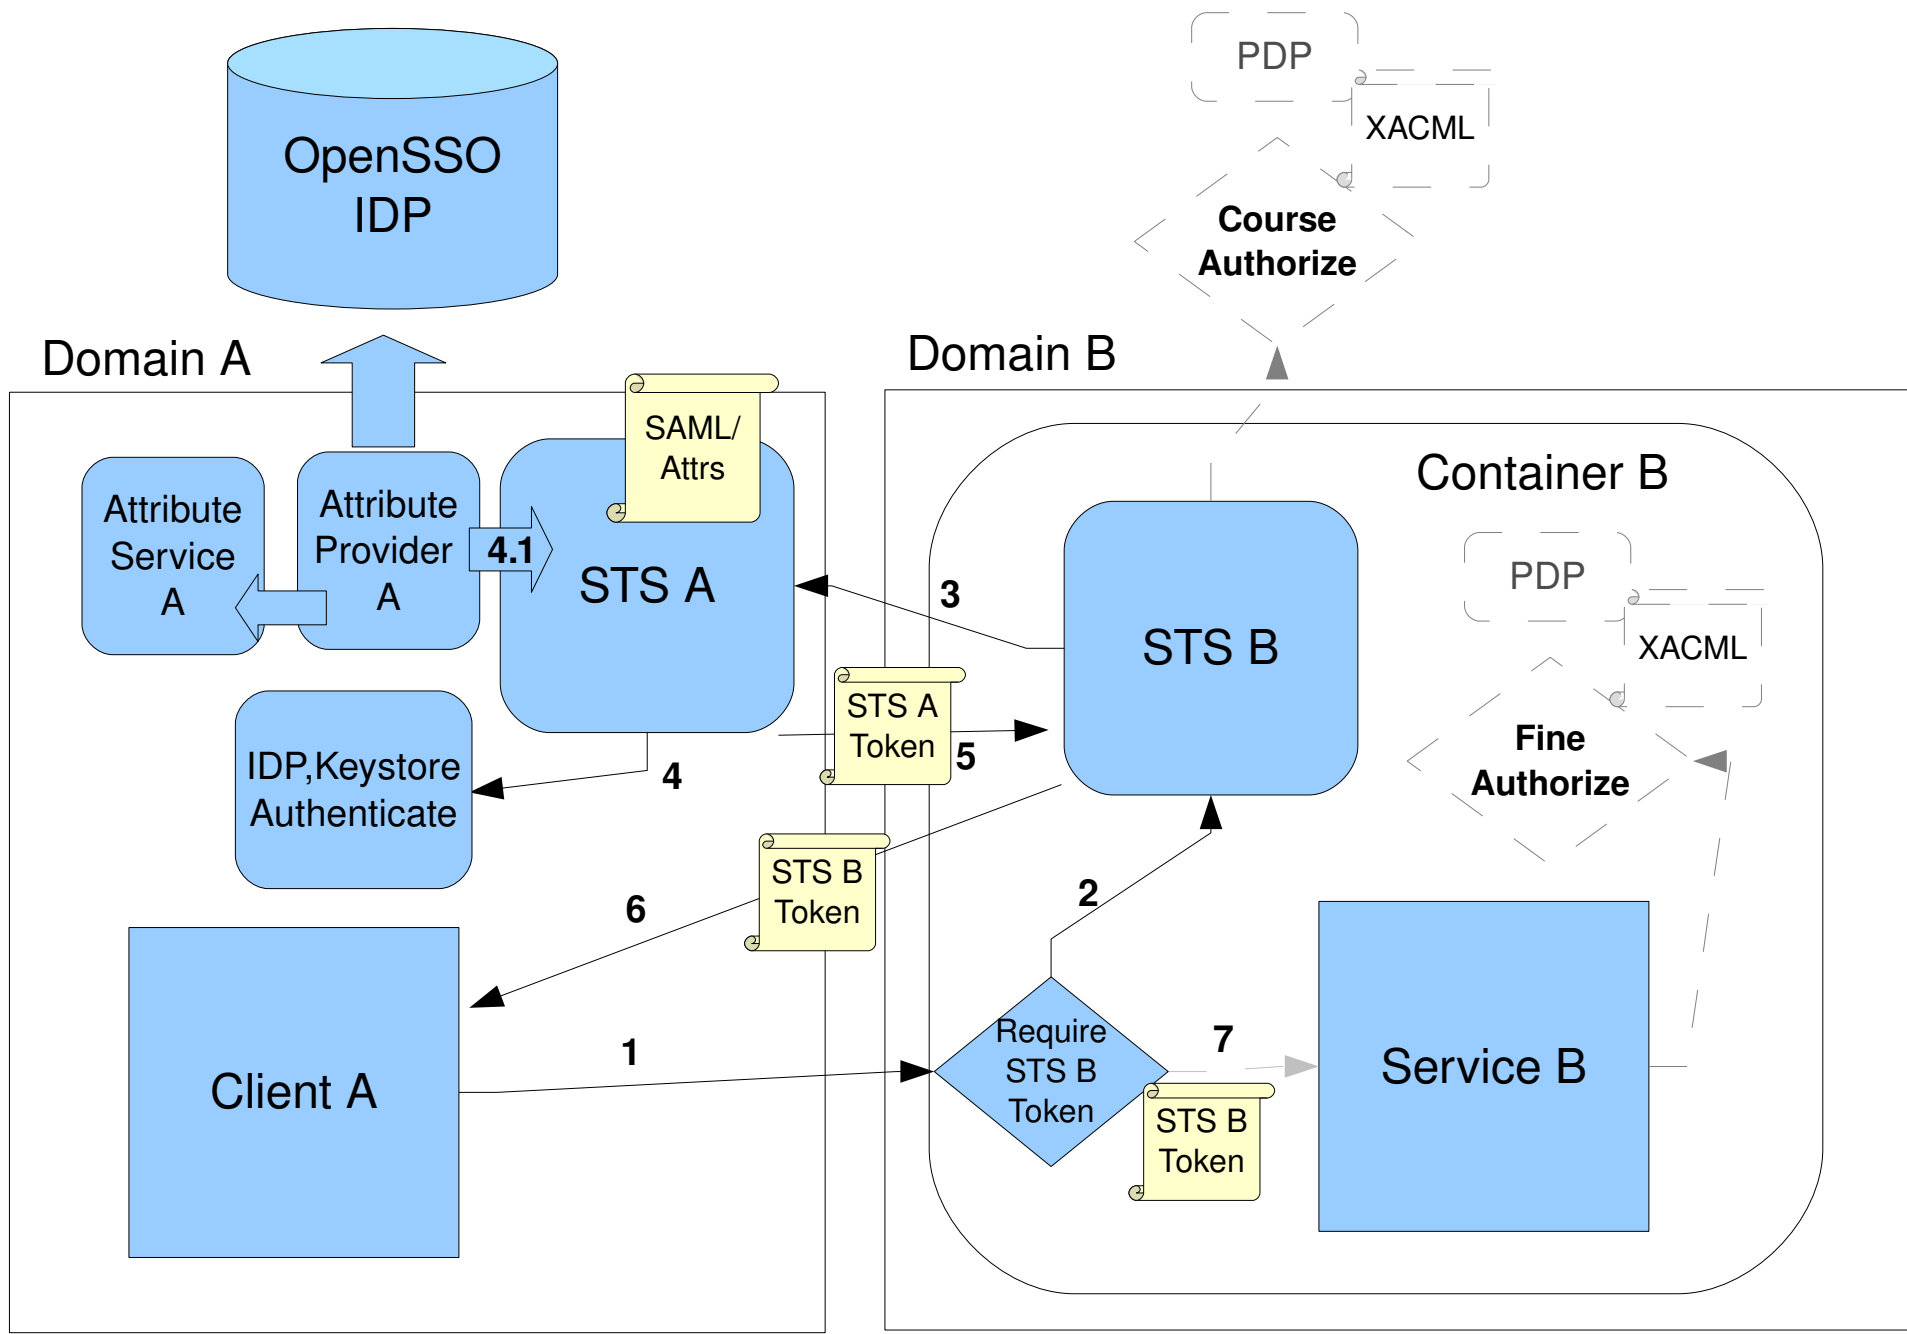 PDP
XACML
OpenSSO
IDP
Course
Authorize
Domain A
Domain B
SAML/
Attrs
Container B
Attribute
Service
A
Attribute
Provider
A
4.1
STS A
3
STS B
PDP
XACML
STS A
Token
5
Fine
Authorize
IDP,Keystore
Authenticate
4
STS B
Token
6
2
Client A
1
Require
STS B
Token
7
STS B
Token
Service B